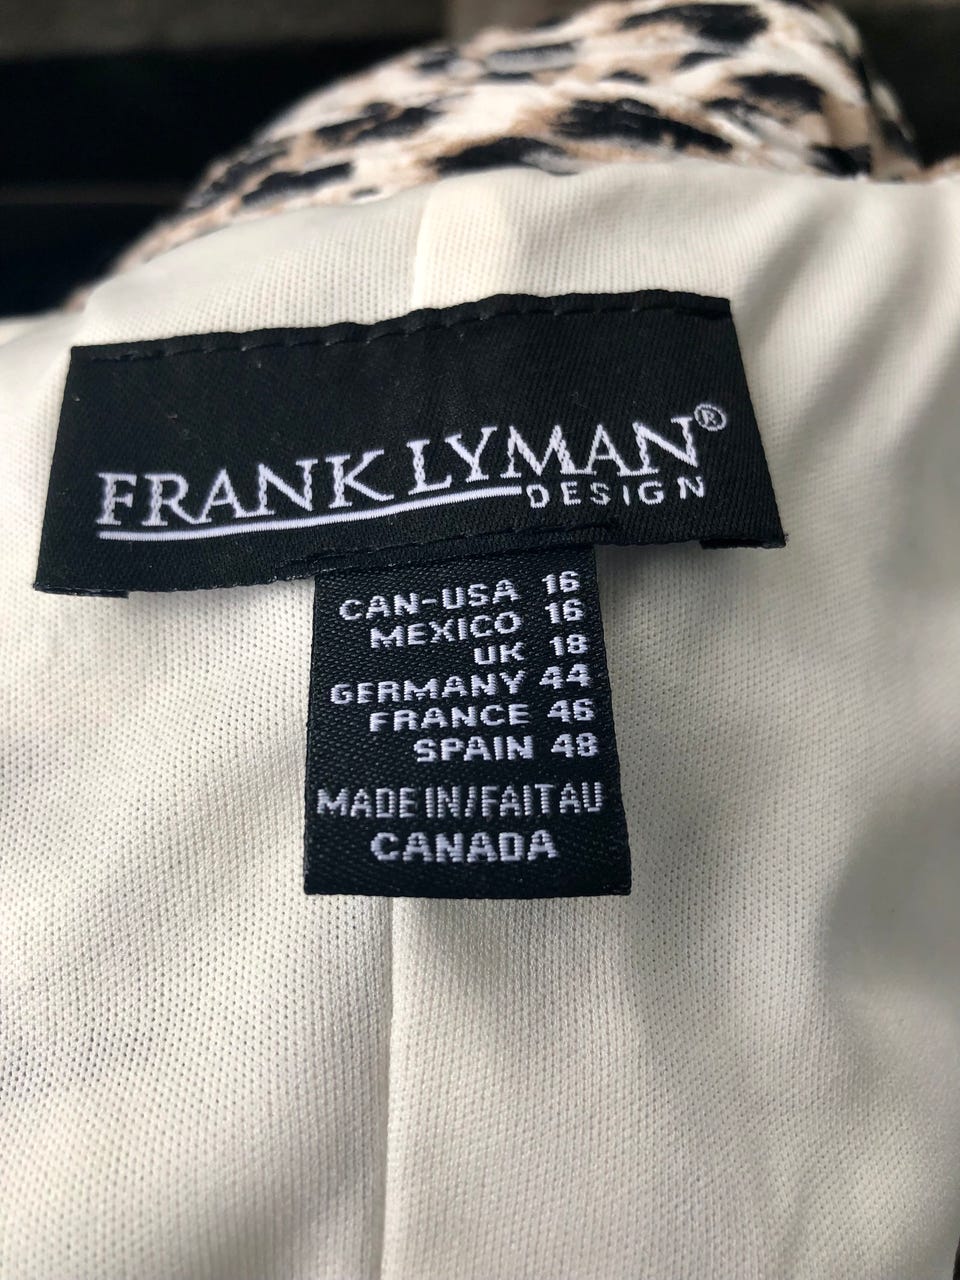 FRANK LYMAN®
DESIGN
CAN-USA 16
MEXICO 16
UK 18
GERMANY 44
FRANCE 46
SPAIN 48
MADE IN/FAIT AU
CANADA